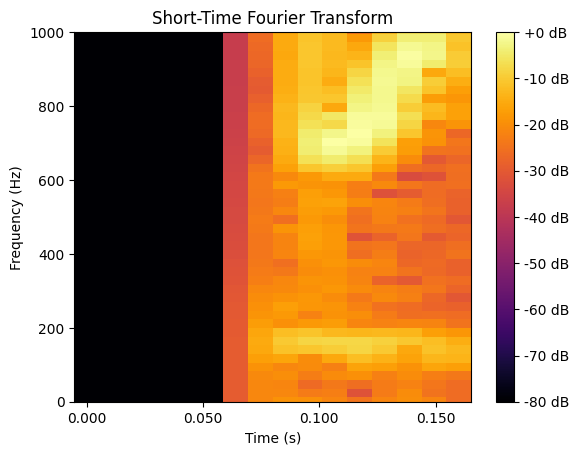 Short-Time Fourier Transform
Frequency (Hz)
1000
800
600
400
200
0
0.000
0.050
0.100
0.150
Time (s)
+0 dB
-10 dB
-20 dB
-30 dB
-40 dB
-50 dB
-60 dB
-70 dB
-80 dB